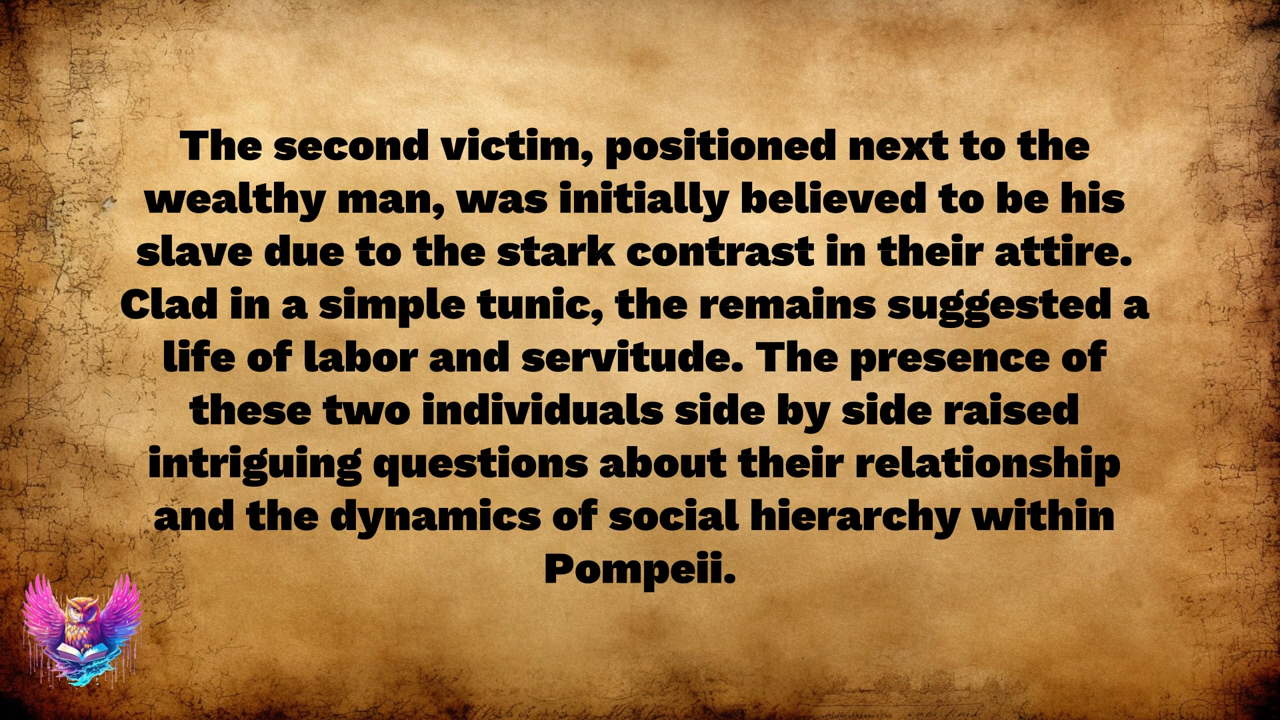 The second victim, positioned next to the
wealthy man, was initially believed to be his
slave due to the stark contrast in their attire.
Clad in a simple tunic, the remains suggested a
life of labor and servitude. The presence of
these two individuals side by side raised
intriguing questions about their relationship
and the dynamics of social hierarchy within
Pompeii.